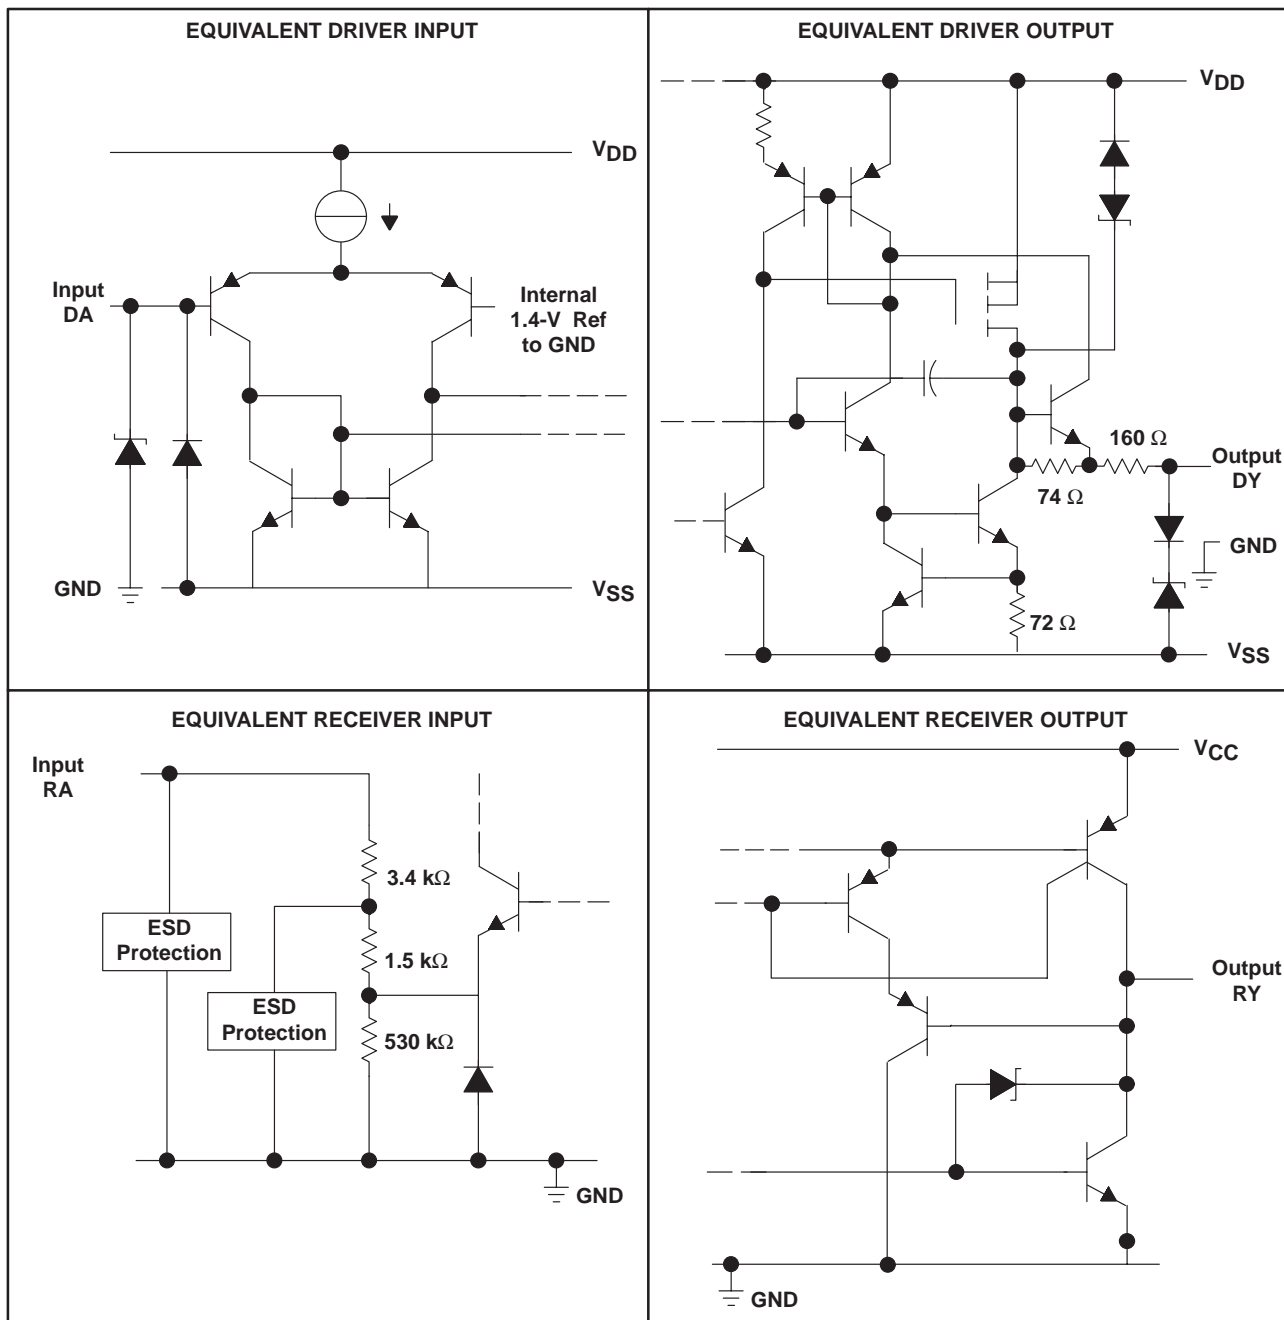 EQUIVALENT DRIVER INPUT
VDD
Input
DA
Internal
1.4-V Ref
to GND
GND
VSS
EQUIVALENT DRIVER OUTPUT
VDD
160 Ω
Output
DY
74 Ω
GND
72 Ω
VSS
EQUIVALENT RECEIVER INPUT
Input
RA
3.4 kΩ
ESD
Protection
1.5 kΩ
ESD
Protection
530 kΩ
GND
EQUIVALENT RECEIVER OUTPUT
VCC
Output
RY
GND